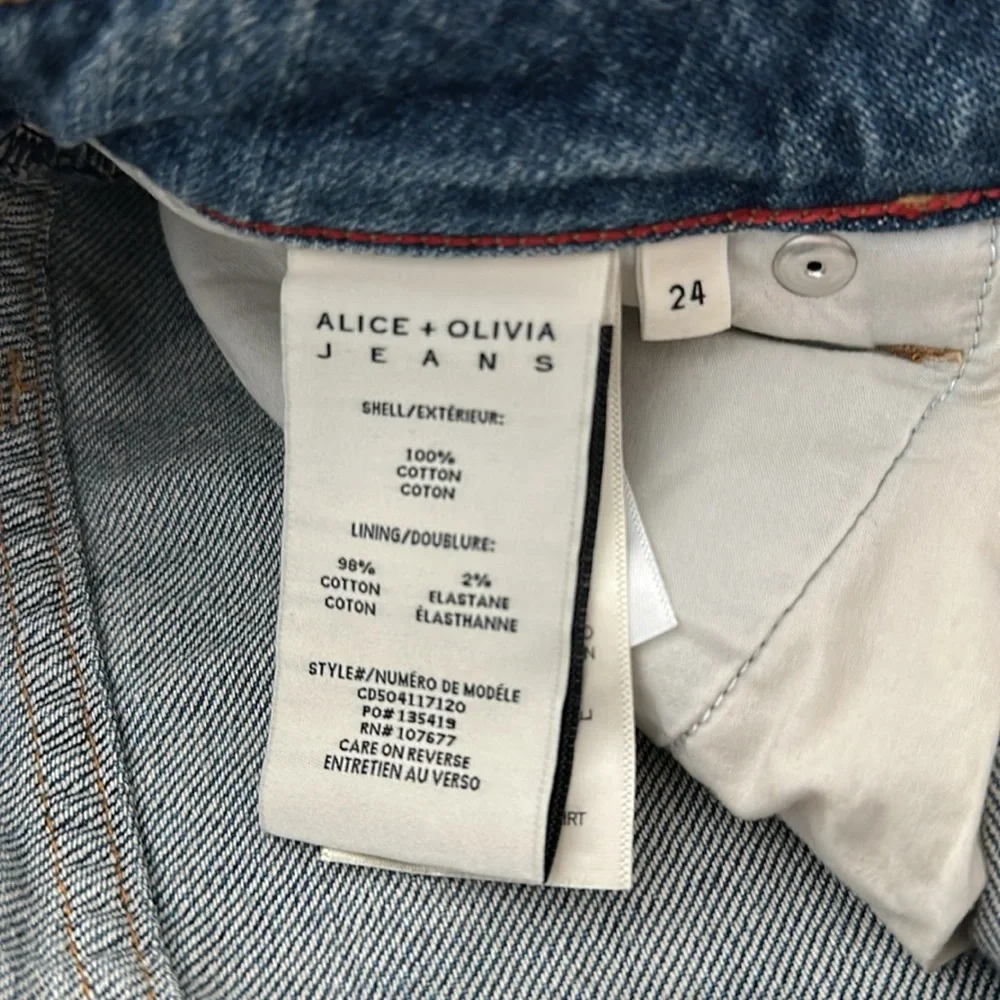 ALICE + OLIVIA
JEANS
SHELL/EXTÉRIEUR:
100%
COTTON
COTON
LINING/DOUBLURE:
98%
COTTON
COTON
2%
ELASTANE
ÉLASTHANNE
STYLE#/NUMÉRO DE MODÉLE
CD504117120
PO# 135419
RN# 107677
CARE ON REVERSE
ENTRETIEN AU VERSO
24